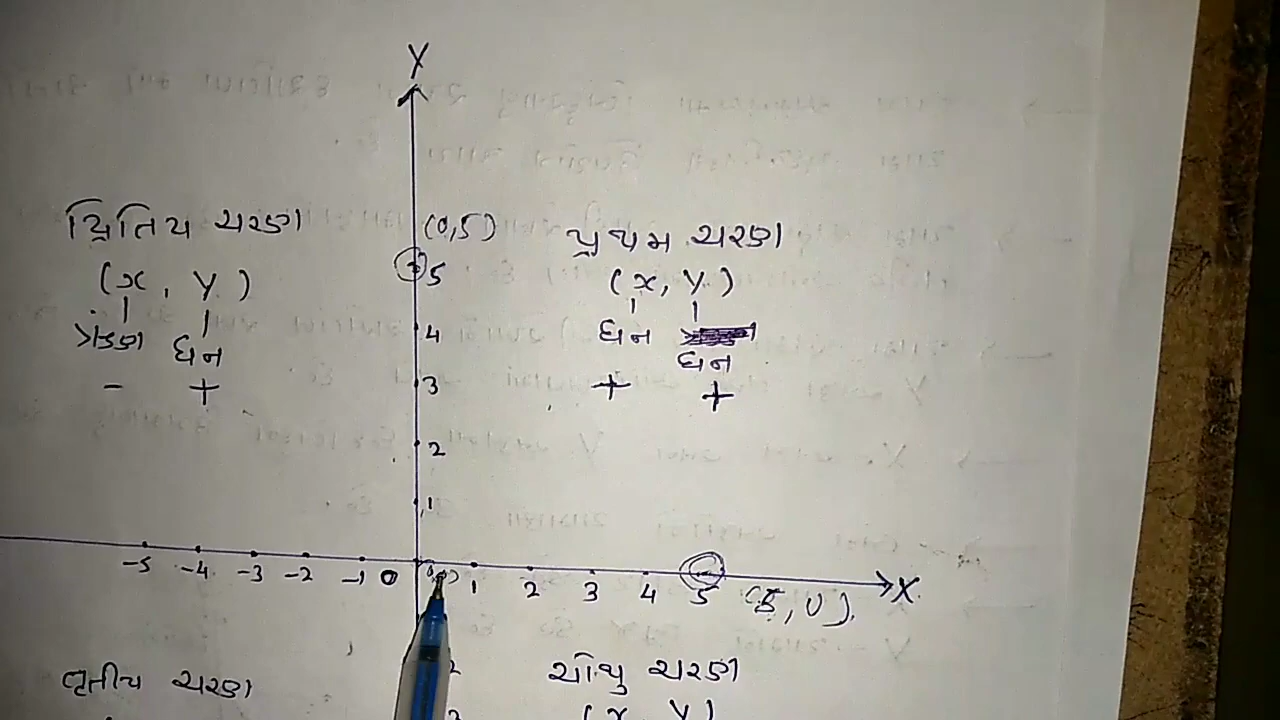 Y
દ્વિતિય ચરણ
(x, y)
ઋણ ધન
- +
(0,5)
પ્રથમ ચરણ
(x, y)
ધન
ધન
+ +
5
4
3
2
1
-5 -4 -3 -2 -1 0 1 2 3 4 5 (5, 0) X
તૃતીય ચરણ
ચોથુ ચરણ
(x, y)